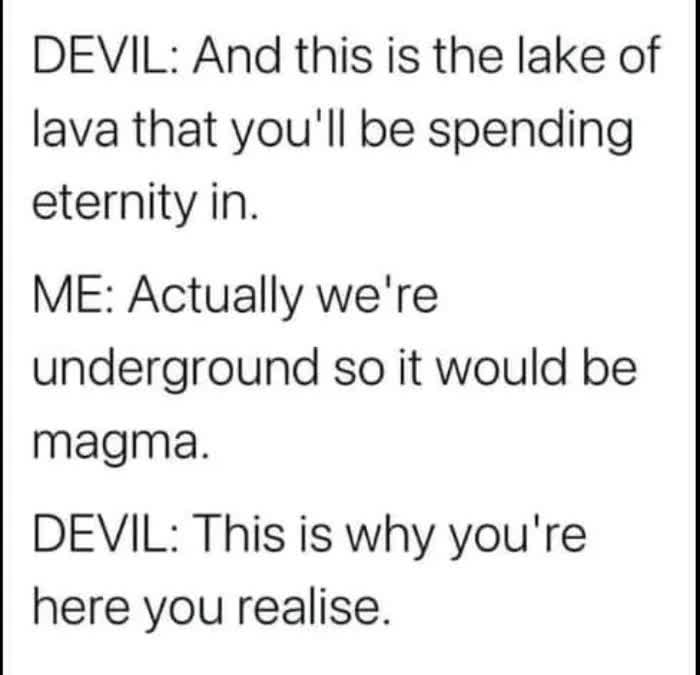 DEVIL: And this is the lake of
lava that you'll be spending
eternity in.
ME: Actually we're
underground so it would be
magma.
DEVIL: This is why you're
here you realise.